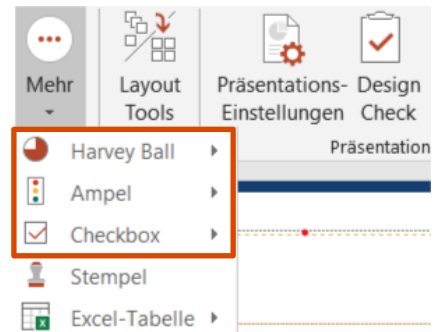 Mehr
Layout
Tools
Präsentations-
Einstellungen
Design
Check
Präsentation
Harvey Ball
Ampel
Checkbox
Stempel
Excel-Tabelle